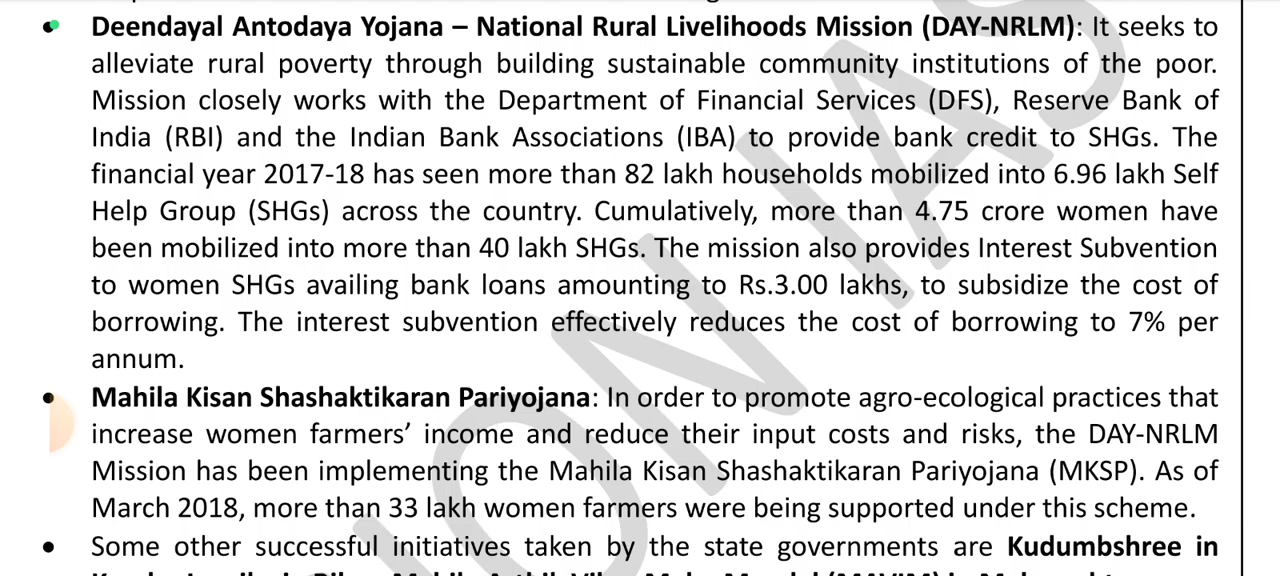 Deendayal Antodaya Yojana – National Rural Livelihoods Mission (DAY-NRLM): It seeks to
alleviate rural poverty through building sustainable community institutions of the poor.
Mission closely works with the Department of Financial Services (DFS), Reserve Bank of
India (RBI) and the Indian Bank Associations (IBA) to provide bank credit to SHGs. The
financial year 2017-18 has seen more than 82 lakh households mobilized into 6.96 lakh Self
Help Group (SHGs) across the country. Cumulatively, more than 4.75 crore women have
been mobilized into more than 40 lakh SHGs. The mission also provides Interest Subvention
to women SHGs availing bank loans amounting to Rs.3.00 lakhs, to subsidize the cost of
borrowing. The interest subvention effectively reduces the cost of borrowing to 7% per
annum.
Mahila Kisan Shashaktikaran Pariyojana: In order to promote agro-ecological practices that
increase women farmers’ income and reduce their input costs and risks, the DAY-NRLM
Mission has been implementing the Mahila Kisan Shashaktikaran Pariyojana (MKSP). As of
March 2018, more than 33 lakh women farmers were being supported under this scheme.
Some other successful initiatives taken by the state governments are Kudumbshree in